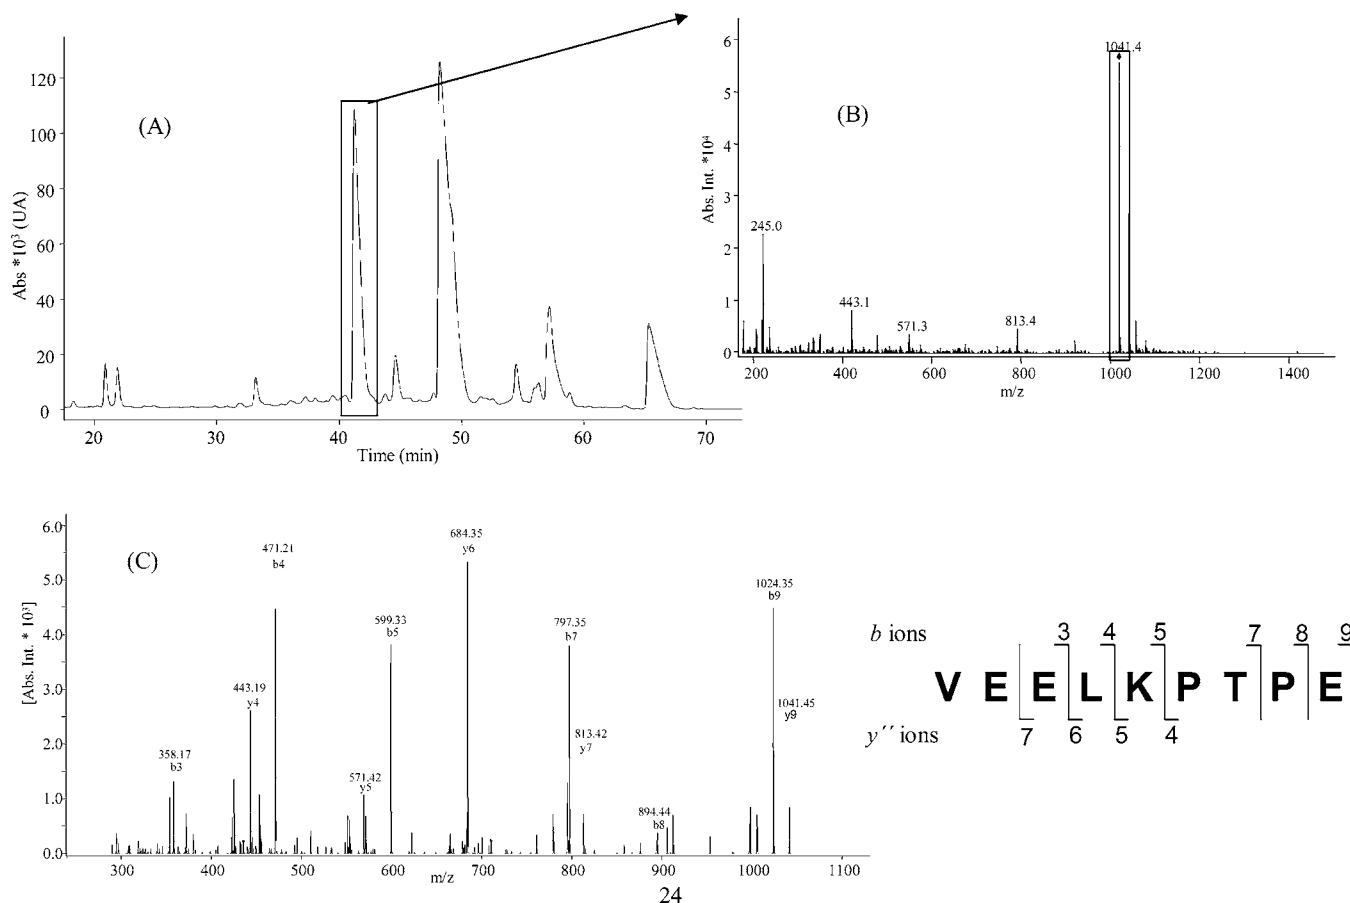 (A)
Abs *10³ (UA)
120
100
80
60
40
20
0
20 30 40 50 60 70
Time (min)
(B)
Abs. Int. *10⁴
6
5
4
3
2
1
0
1041.4
245.0
443.1
571.3
813.4
200 400 600 800 1000 1200 1400
m/z
(C)
[Abs. Int. * 10³]
6.0
5.0
4.0
3.0
2.0
1.0
0.0
358.17
b3
443.19
y4
471.21
b4
571.42
y5
599.33
b5
684.35
y6
797.35
b7
813.42
y7
894.44
b8
1024.35
b9
1041.45
y9
300 400 500 600 700 800 900 1000 1100
m/z
b ions 3 4 5 7 8 9
V E E L K P T P E
y´´ ions 7 6 5 4
24